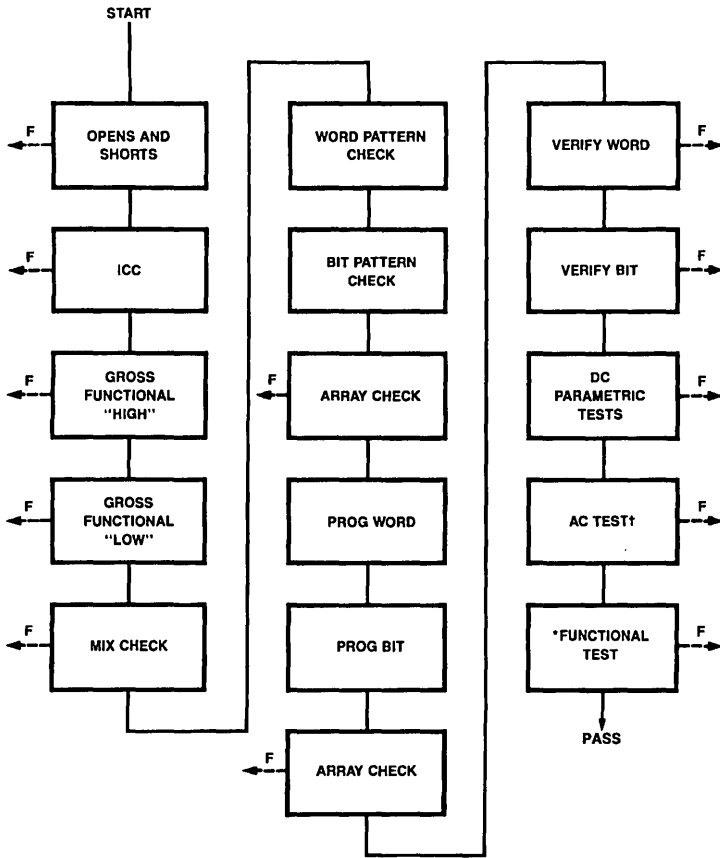 START
F
OPENS AND
SHORTS
F
ICC
F
GROSS
FUNCTIONAL
"HIGH"
F
GROSS
FUNCTIONAL
"LOW"
F
MIX CHECK
WORD PATTERN
CHECK
BIT PATTERN
CHECK
F
ARRAY CHECK
PROG WORD
PROG BIT
F
ARRAY CHECK
VERIFY WORD
F
VERIFY BIT
F
DC
PARAMETRIC
TESTS
F
AC TEST†
F
*FUNCTIONAL
TEST
F
PASS